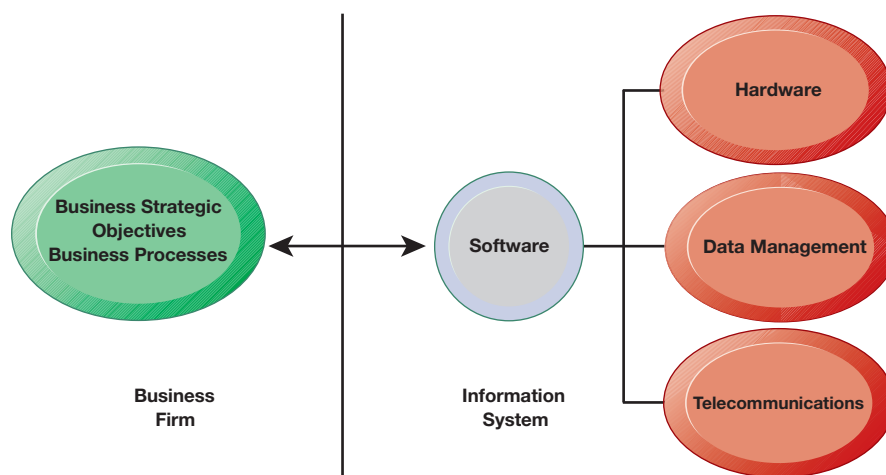 Business Strategic
Objectives
Business Processes
Business
Firm
Software
Information
System
Hardware
Data Management
Telecommunications